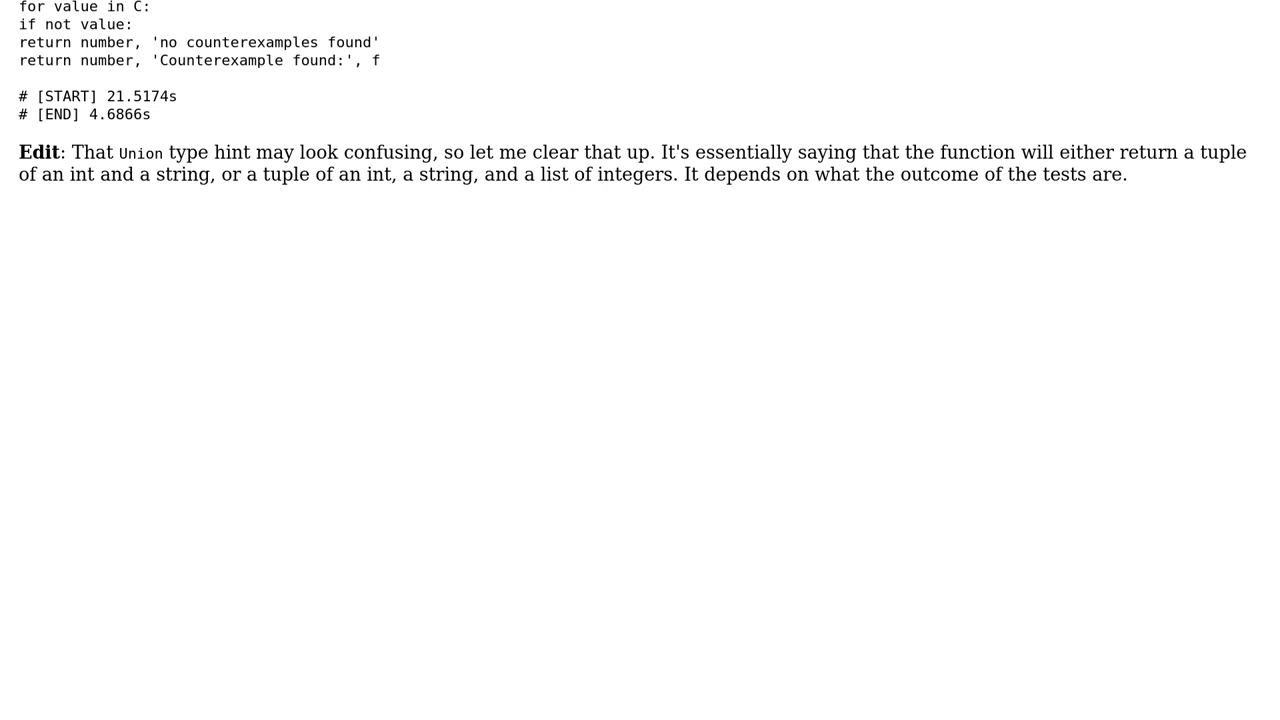 for value in C:
if not value:
return number, 'no counterexamples found'
return number, 'Counterexample found:', f
# [START] 21.5174s
# [END] 4.6866s
Edit: That Union type hint may look confusing, so let me clear that up. It's essentially saying that the function will either return a tuple
of an int and a string, or a tuple of an int, a string, and a list of integers. It depends on what the outcome of the tests are.